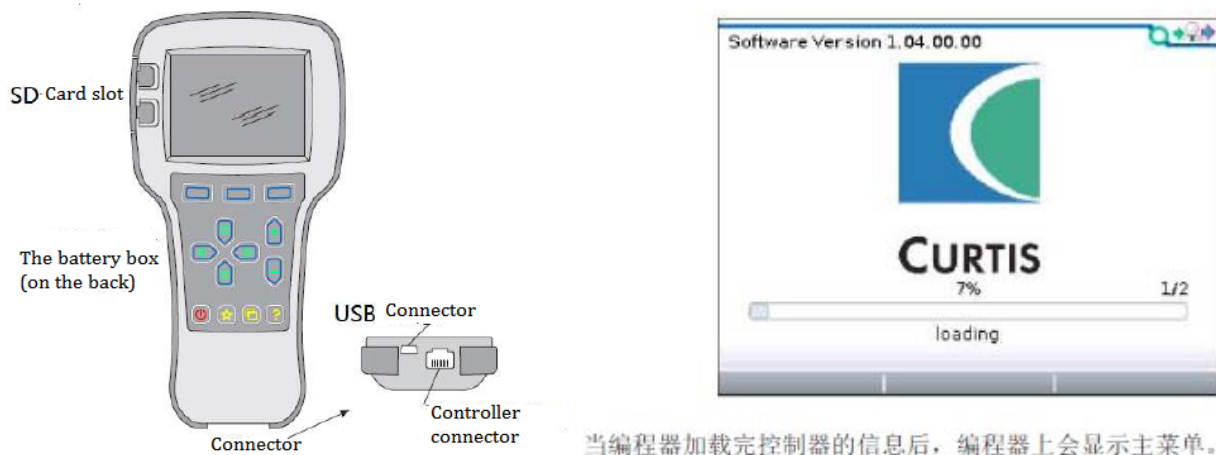 SD Card slot
The battery box
(on the back)
USB Connector
Controller
connector
Connector
Software Version 1.04.00.00
CURTIS
7%
1/2
loading
当编程器加载完控制器的信息后，编程器上会显示主菜单。